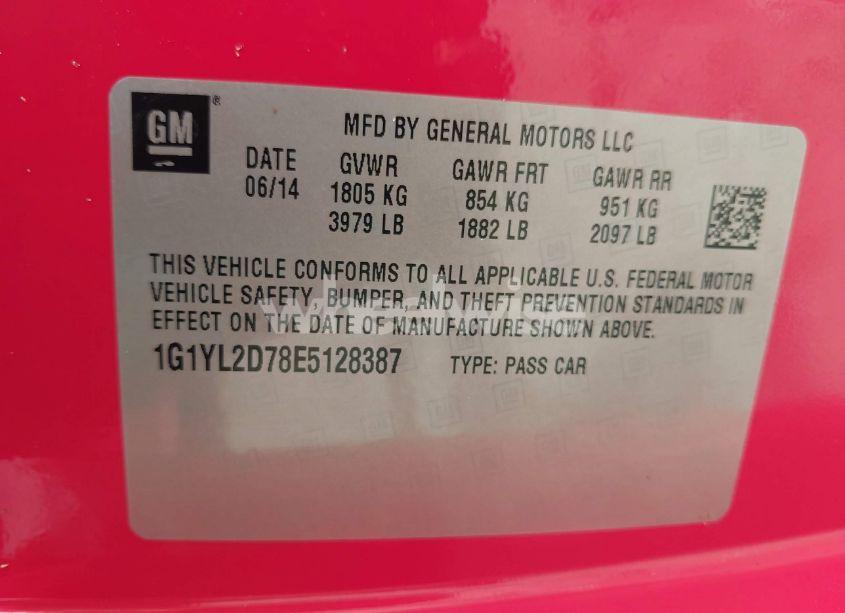 GM®
MFD BY GENERAL MOTORS LLC
DATE GVWR GAWR FRT GAWR RR
06/14 1805 KG 854 KG 951 KG
3979 LB 1882 LB 2097 LB
THIS VEHICLE CONFORMS TO ALL APPLICABLE U.S. FEDERAL MOTOR
VEHICLE SAFETY, BUMPER, AND THEFT PREVENTION STANDARDS IN
EFFECT ON THE DATE OF MANUFACTURE SHOWN ABOVE.
1G1YL2D78E5128387 TYPE: PASS CAR